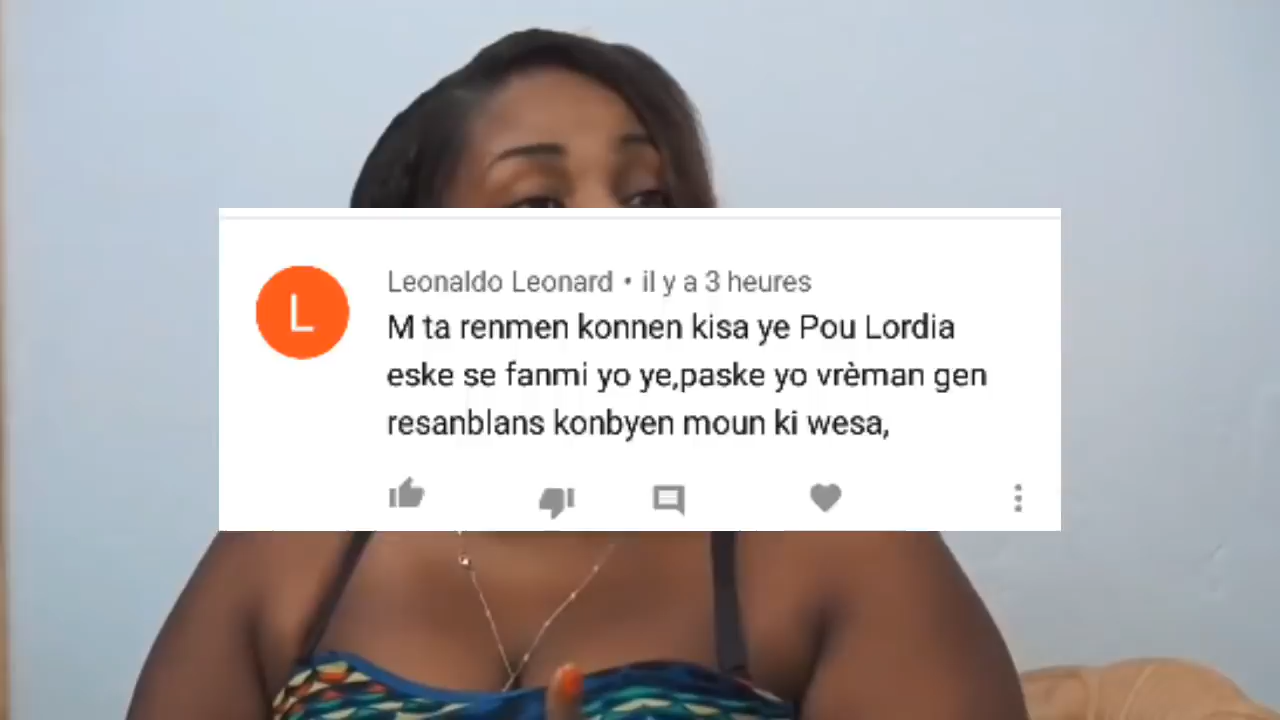 L
Leonaldo Leonard • il y a 3 heures
M ta renmen konnen kisa ye Pou Lordia
eske se fanmi yo ye,paske yo vrèman gen
resanblans konbyen moun ki wesa,